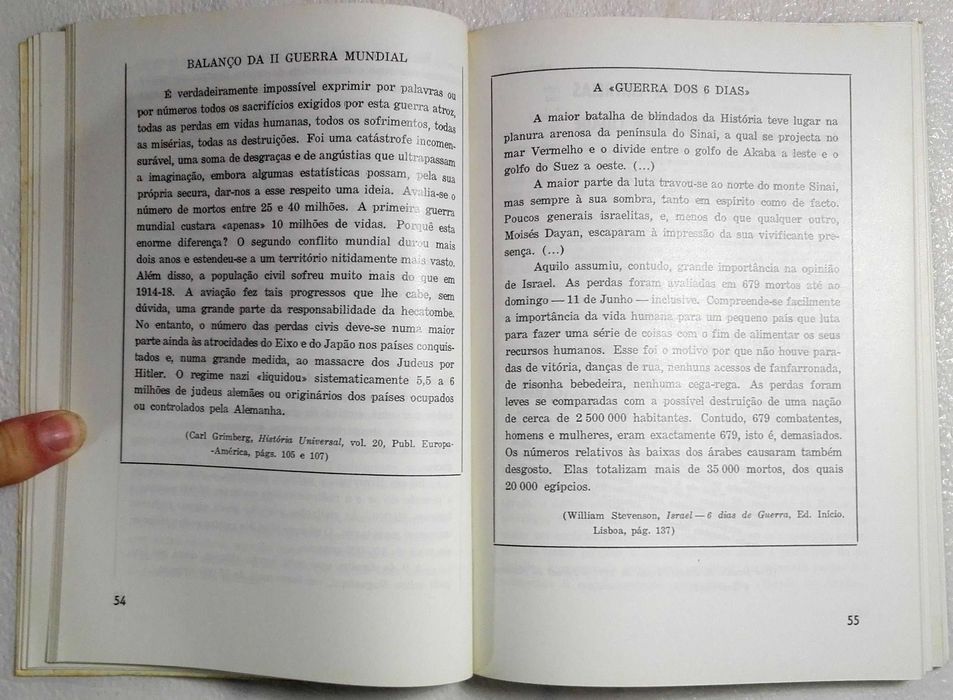 BALANÇO DA II GUERRA MUNDIAL
É verdadeiramente impossível exprimir por palavras ou
por números todos os sacrifícios exigidos por esta guerra atroz,
todas as perdas em vidas humanas, todos os sofrimentos, todas
as misérias, todas as destruições. Foi uma catástrofe incomen-
surável, uma soma de desgraças e de angústias que ultrapassam
a imaginação, embora algumas estatísticas possam, pela sua
própria secura, dar-nos a esse respeito uma ideia. Avalia-se o
número de mortos entre 25 e 40 milhões. A primeira guerra
mundial custara «apenas» 10 milhões de vidas. Porquê esta
enorme diferença? O segundo conflito mundial durou mais
dois anos e estendeu-se a um território nitidamente mais vasto.
Além disso, a população civil sofreu muito mais do que em
1914-18. A aviação fez tais progressos que lhe cabe, sem
dúvida, uma grande parte da responsabilidade da hecatombe.
No entanto, o número das perdas civis deve-se numa maior
parte ainda às atrocidades do Eixo e do Japão nos países conquis-
tados e, numa grande medida, ao massacre dos Judeus por
Hitler. O regime nazi «liquidou» sistematicamente 5,5 a 6
milhões de judeus alemães ou originários dos países ocupados
ou controlados pela Alemanha.
(Carl Grimberg, História Universal, vol. 20, Publ. Europa-
-América, págs. 105 e 107)
54
A «GUERRA DOS 6 DIAS»
A maior batalha de blindados da História teve lugar na
planura arenosa da península do Sinai, a qual se projecta no
mar Vermelho e o divide entre o golfo de Akaba a leste e o
golfo do Suez a oeste. (...)
A maior parte da luta travou-se ao norte do monte Sinai,
mas sempre à sua sombra, tanto em espírito como de facto.
Poucos generais israelitas, e, menos do que qualquer outro,
Moisés Dayan, escaparam à impressão da sua vivificante pre-
sença. (...)
Aquilo assumiu, contudo, grande importância na opinião
de Israel. As perdas foram avaliadas em 679 mortos até ao
domingo — 11 de Junho — inclusive. Compreende-se facilmente
a importância da vida humana para um pequeno país que luta
para fazer uma série de coisas com o fim de alimentar os seus
recursos humanos. Esse foi o motivo por que não houve para-
das de vitória, danças de rua, nenhuns acessos de fanfarronada,
de risonha bebedeira, nenhuma cega-rega. As perdas foram
leves se comparadas com a possível destruição de uma nação
de cerca de 2 500 000 habitantes. Contudo, 679 combatentes,
homens e mulheres, eram exactamente 679, isto é, demasiados.
Os números relativos às baixas dos árabes causaram também
desgosto. Elas totalizam mais de 35 000 mortos, dos quais
20 000 egípcios.
(William Stevenson, Israel — 6 dias de Guerra, Ed. Início.
Lisboa, pág. 137)
55